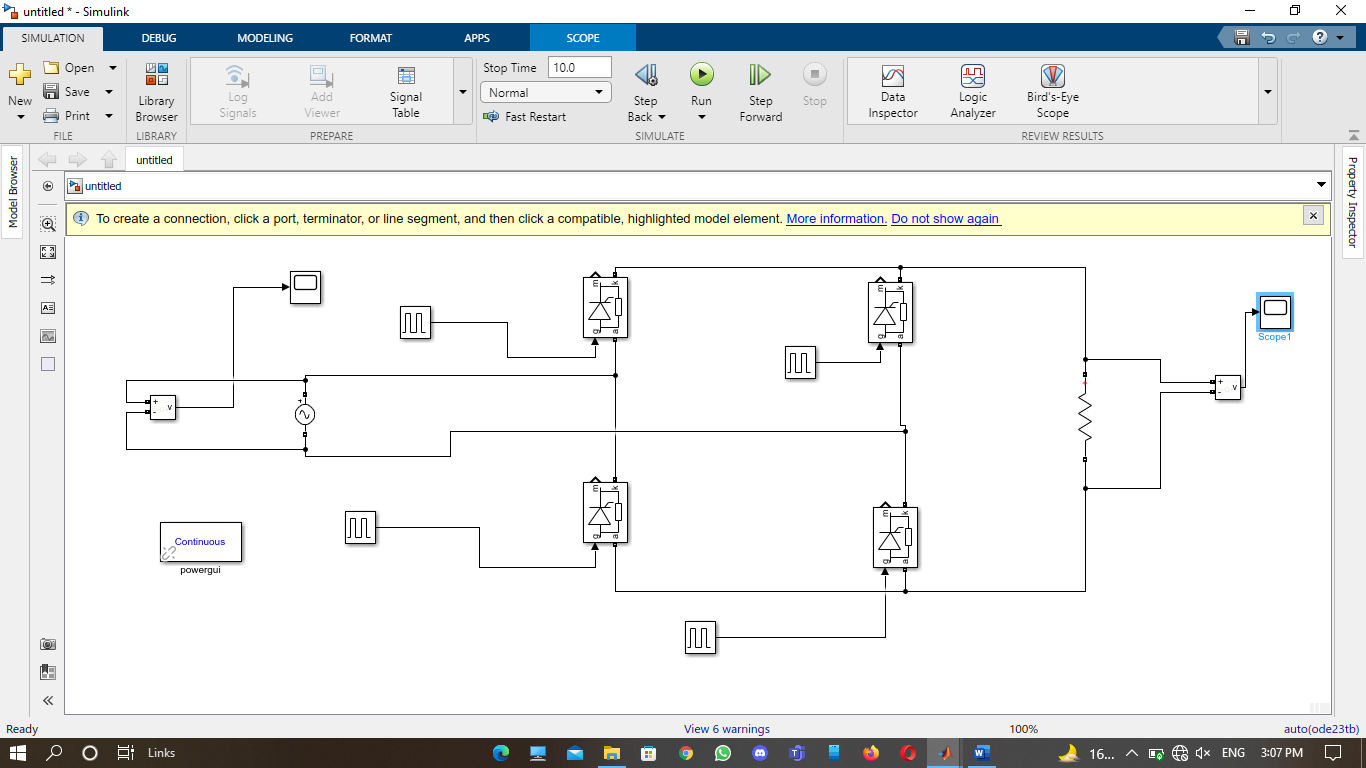 untitled * - Simulink
SIMULATION DEBUG MODELING FORMAT APPS SCOPE
New
Open
Save
Print
FILE
Library
Browser
LIBRARY
Log
Signals
Add
Viewer
Signal
Table
PREPARE
Stop Time 10.0
Normal
Fast Restart
Step
Back
Run
Step
Forward
Stop
SIMULATE
Data
Inspector
Logic
Analyzer
Bird's-Eye
Scope
REVIEW RESULTS
Model Browser
untitled
untitled
Property Inspector
To create a connection, click a port, terminator, or line segment, and then click a compatible, highlighted model element. More information. Do not show again
m k
g a
m k
g a
Scope1
+ v
-
+ v
-
+
+
m k
g a
m k
g a
Continuous
powergui
Ready View 6 warnings 100% auto(ode23tb)
Links 16... ENG 3:07 PM